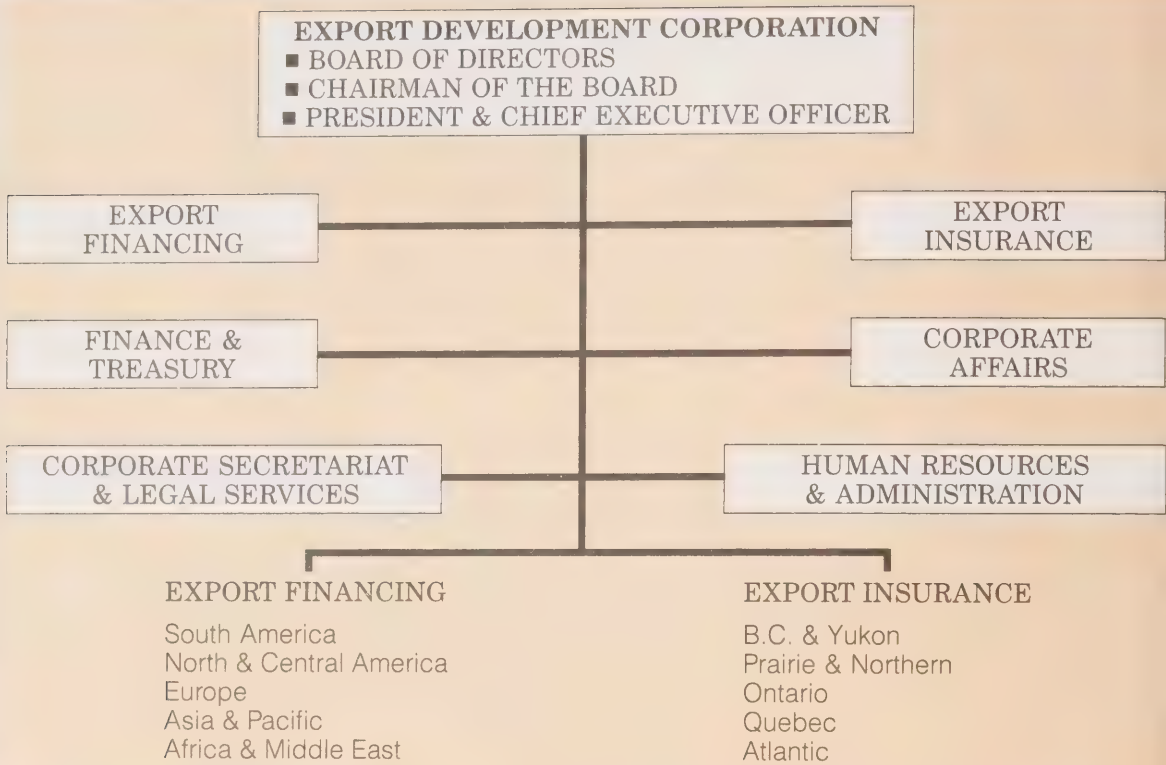 EXPORT DEVELOPMENT CORPORATION
■ BOARD OF DIRECTORS
■ CHAIRMAN OF THE BOARD
■ PRESIDENT & CHIEF EXECUTIVE OFFICER
EXPORT
FINANCING
EXPORT
INSURANCE
FINANCE &
TREASURY
CORPORATE
AFFAIRS
CORPORATE SECRETARIAT
& LEGAL SERVICES
HUMAN RESOURCES
& ADMINISTRATION
EXPORT FINANCING
South America
North & Central America
Europe
Asia & Pacific
Africa & Middle East
EXPORT INSURANCE
B.C. & Yukon
Prairie & Northern
Ontario
Quebec
Atlantic